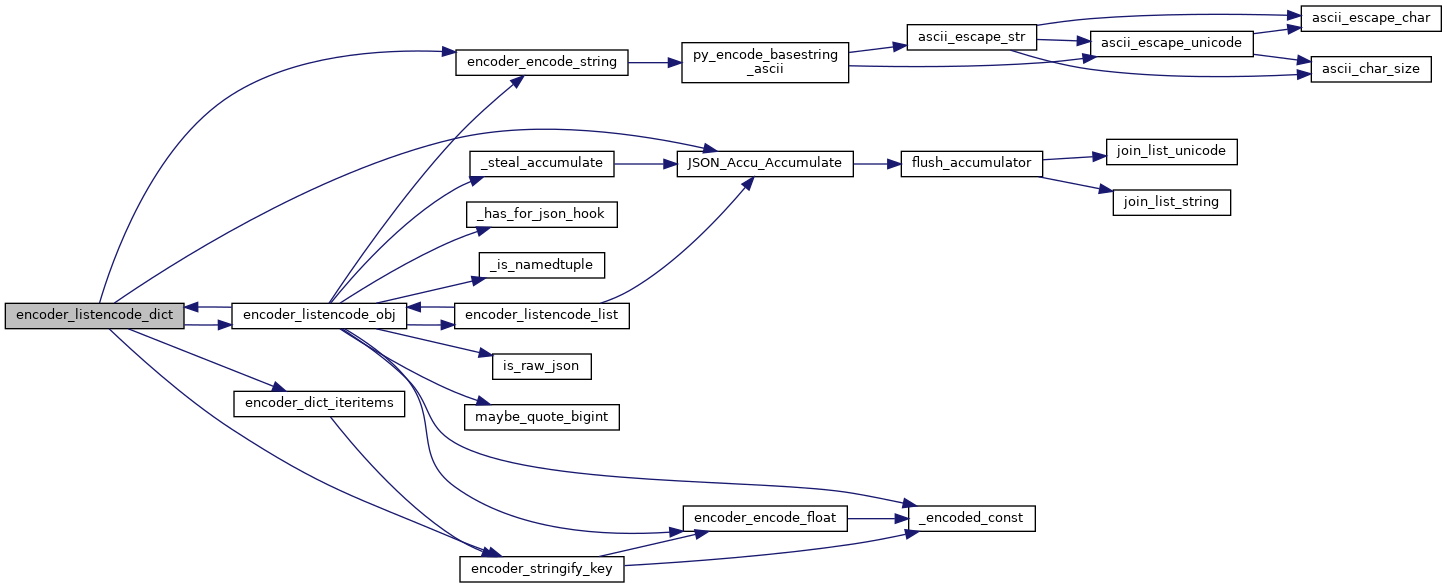 ascii_escape_char
ascii_escape_str
ascii_escape_unicode
encoder_encode_string
py_encode_basestring
_ascii
ascii_char_size
join_list_unicode
_steal_accumulate
JSON_Accu_Accumulate
flush_accumulator
join_list_string
_has_for_json_hook
_is_namedtuple
encoder_listencode_dict
encoder_listencode_obj
encoder_listencode_list
is_raw_json
encoder_dict_iteritems
maybe_quote_bigint
encoder_encode_float
_encoded_const
encoder_stringify_key